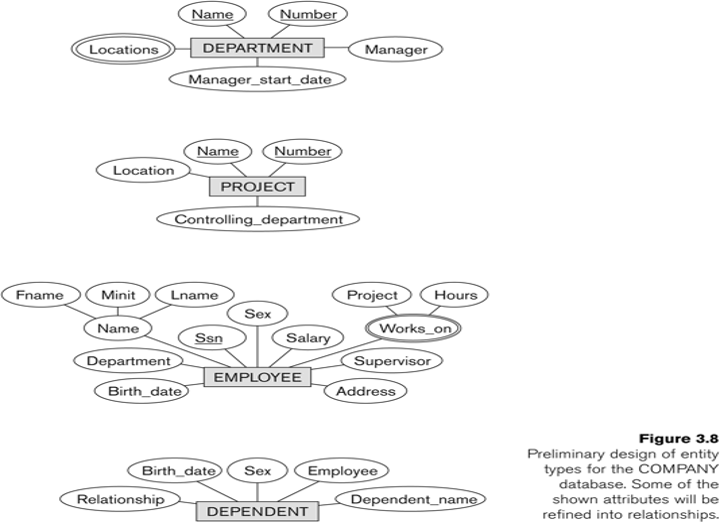 Name Number
Locations DEPARTMENT Manager
Manager_start_date
Name Number
Location
PROJECT
Controlling_department
Fname Minit Lname Project Hours
Name Sex Works_on
Ssn Salary
Department Supervisor
EMPLOYEE
Birth_date Address
Birth_date Sex Employee
Relationship Dependent_name
DEPENDENT
Figure 3.8
Preliminary design of entity
types for the COMPANY
database. Some of the
shown attributes will be
refined into relationships.